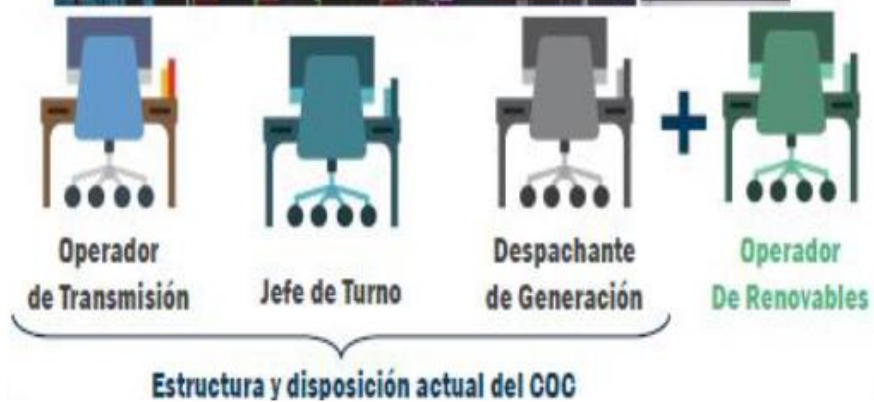 Operador
de Transmisión
Jefe de Turno
Despachante
de Generación
Operador
De Renovables
Estructura y disposición actual del COC